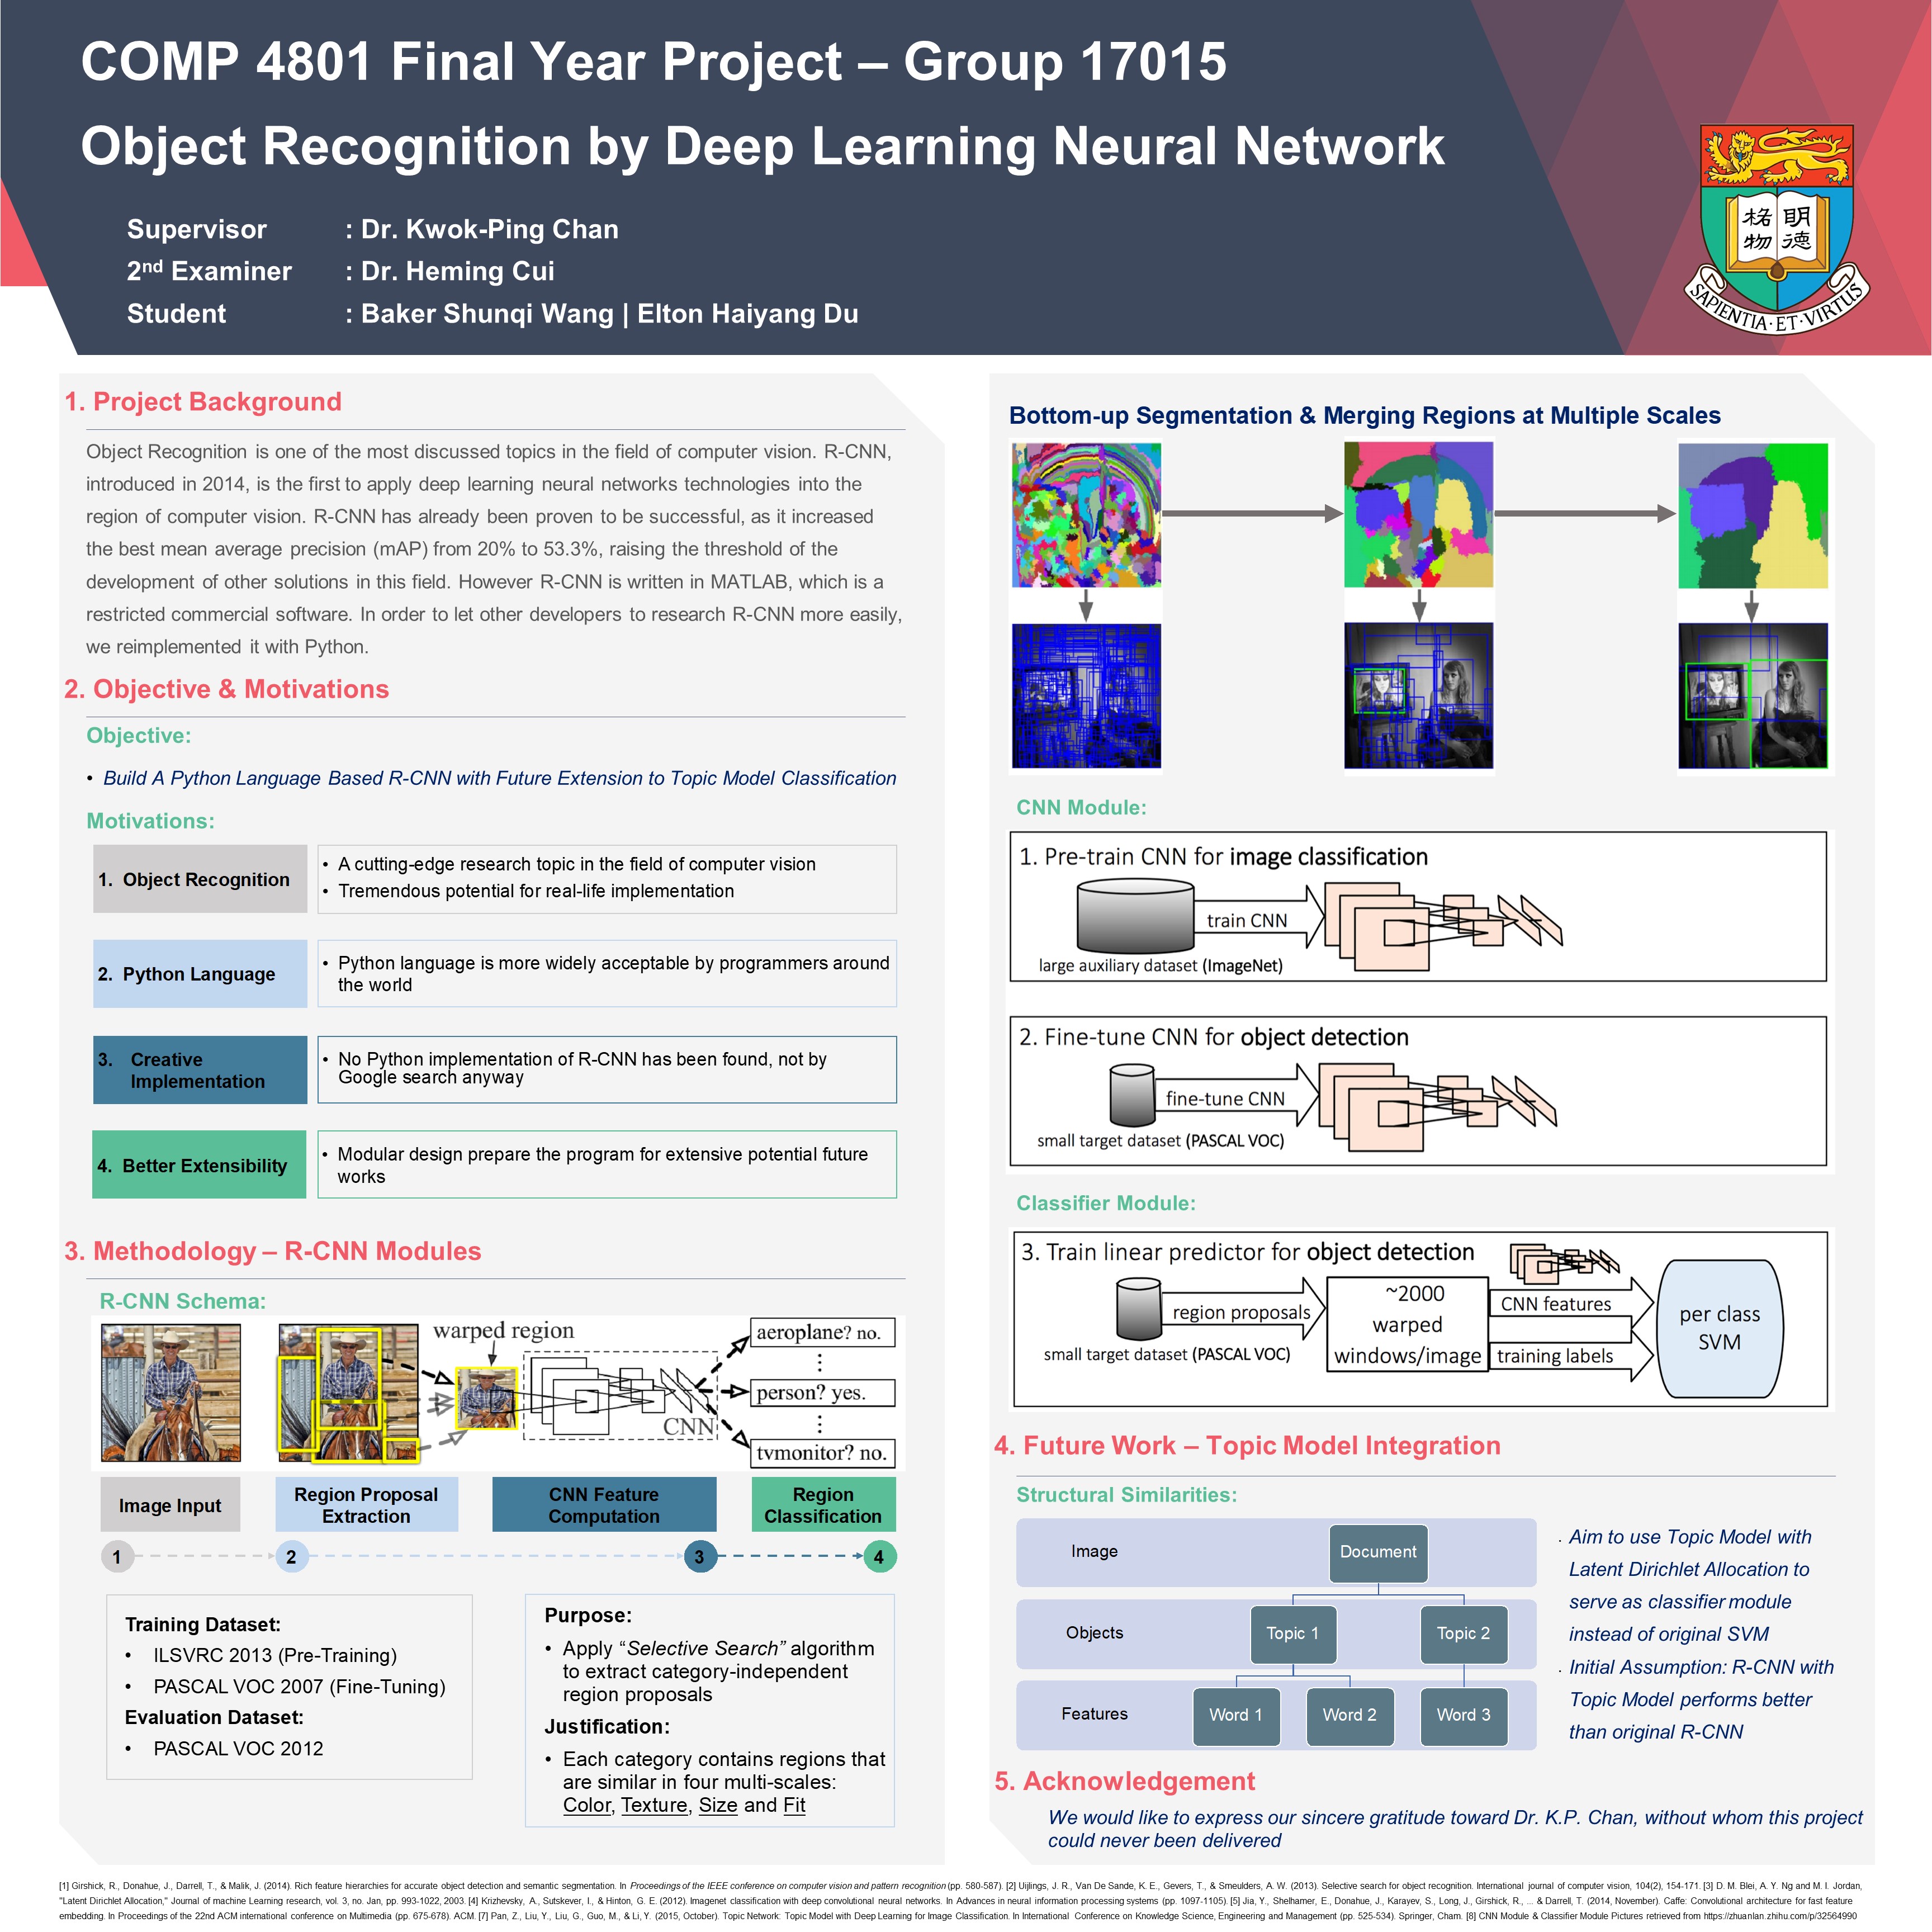 COMP 4801 Final Year Project – Group 17015
Object Recognition by Deep Learning Neural Network
Supervisor : Dr. Kwok-Ping Chan
2nd Examiner : Dr. Heming Cui
Student : Baker Shunqi Wang | Elton Haiyang Du
格物 明德
SAPIENTIA·ET·VIRTUS
1. Project Background
Object Recognition is one of the most discussed topics in the field of computer vision. R-CNN,
introduced in 2014, is the first to apply deep learning neural networks technologies into the
region of computer vision. R-CNN has already been proven to be successful, as it increased
the best mean average precision (mAP) from 20% to 53.3%, raising the threshold of the
development of other solutions in this field. However R-CNN is written in MATLAB, which is a
restricted commercial software. In order to let other developers to research R-CNN more easily,
we reimplemented it with Python.
2. Objective & Motivations
Objective:
• Build A Python Language Based R-CNN with Future Extension to Topic Model Classification
Motivations:
1. Object Recognition
• A cutting-edge research topic in the field of computer vision
• Tremendous potential for real-life implementation
2. Python Language
• Python language is more widely acceptable by programmers around
the world
3. Creative
Implementation
• No Python implementation of R-CNN has been found, not by
Google search anyway
4. Better Extensibility
• Modular design prepare the program for extensive potential future
works
3. Methodology – R-CNN Modules
R-CNN Schema:
warped region
CNN
aeroplane? no.
person? yes.
tvmonitor? no.
Image Input
Region Proposal
Extraction
CNN Feature
Computation
Region
Classification
1
2
3
4
Training Dataset:
• ILSVRC 2013 (Pre-Training)
• PASCAL VOC 2007 (Fine-Tuning)
Evaluation Dataset:
• PASCAL VOC 2012
Purpose:
• Apply “Selective Search” algorithm
to extract category-independent
region proposals
Justification:
• Each category contains regions that
are similar in four multi-scales:
Color, Texture, Size and Fit
Bottom-up Segmentation & Merging Regions at Multiple Scales
CNN Module:
1. Pre-train CNN for image classification
train CNN
large auxiliary dataset (ImageNet)
2. Fine-tune CNN for object detection
fine-tune CNN
small target dataset (PASCAL VOC)
Classifier Module:
3. Train linear predictor for object detection
region proposals
small target dataset (PASCAL VOC)
~2000
warped
windows/image
CNN features
training labels
per class
SVM
4. Future Work – Topic Model Integration
Structural Similarities:
Image
Document
Objects
Topic 1
Topic 2
Features
Word 1
Word 2
Word 3
· Aim to use Topic Model with
Latent Dirichlet Allocation to
serve as classifier module
instead of original SVM
· Initial Assumption: R-CNN with
Topic Model performs better
than original R-CNN
5. Acknowledgement
We would like to express our sincere gratitude toward Dr. K.P. Chan, without whom this project
could never been delivered
[1] Girshick, R., Donahue, J., Darrell, T., & Malik, J. (2014). Rich feature hierarchies for accurate object detection and semantic segmentation. In Proceedings of the IEEE conference on computer vision and pattern recognition (pp. 580-587). [2] Uijlings, J. R., Van De Sande, K. E., Gevers, T., & Smeulders, A. W. (2013). Selective search for object recognition. International journal of computer vision, 104(2), 154-171. [3] D. M. Blei, A. Y. Ng and M. I. Jordan,
"Latent Dirichlet Allocation," Journal of machine Learning research, vol. 3, no. Jan, pp. 993-1022, 2003. [4] Krizhevsky, A., Sutskever, I., & Hinton, G. E. (2012). Imagenet classification with deep convolutional neural networks. In Advances in neural information processing systems (pp. 1097-1105). [5] Jia, Y., Shelhamer, E., Donahue, J., Karayev, S., Long, J., Girshick, R., ... & Darrell, T. (2014, November). Caffe: Convolutional architecture for fast feature
embedding. In Proceedings of the 22nd ACM international conference on Multimedia (pp. 675-678). ACM. [7] Pan, Z., Liu, Y., Liu, G., Guo, M., & Li, Y. (2015, October). Topic Network: Topic Model with Deep Learning for Image Classification. In International Conference on Knowledge Science, Engineering and Management (pp. 525-534). Springer, Cham. [8] CNN Module & Classifier Module Pictures retrieved from https://zhuanlan.zhihu.com/p/32564990